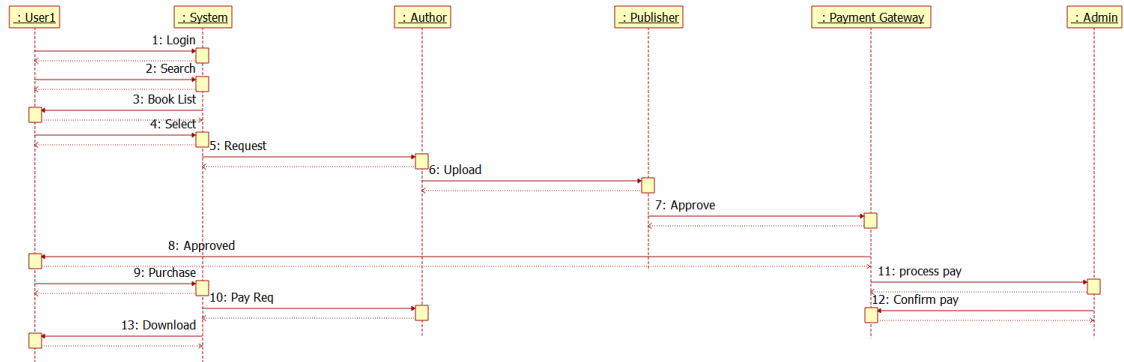 : User1
: System
: Author
: Publisher
: Payment Gateway
: Admin
1: Login
2: Search
3: Book List
4: Select
5: Request
6: Upload
7: Approve
8: Approved
9: Purchase
11: process pay
10: Pay Req
12: Confirm pay
13: Download